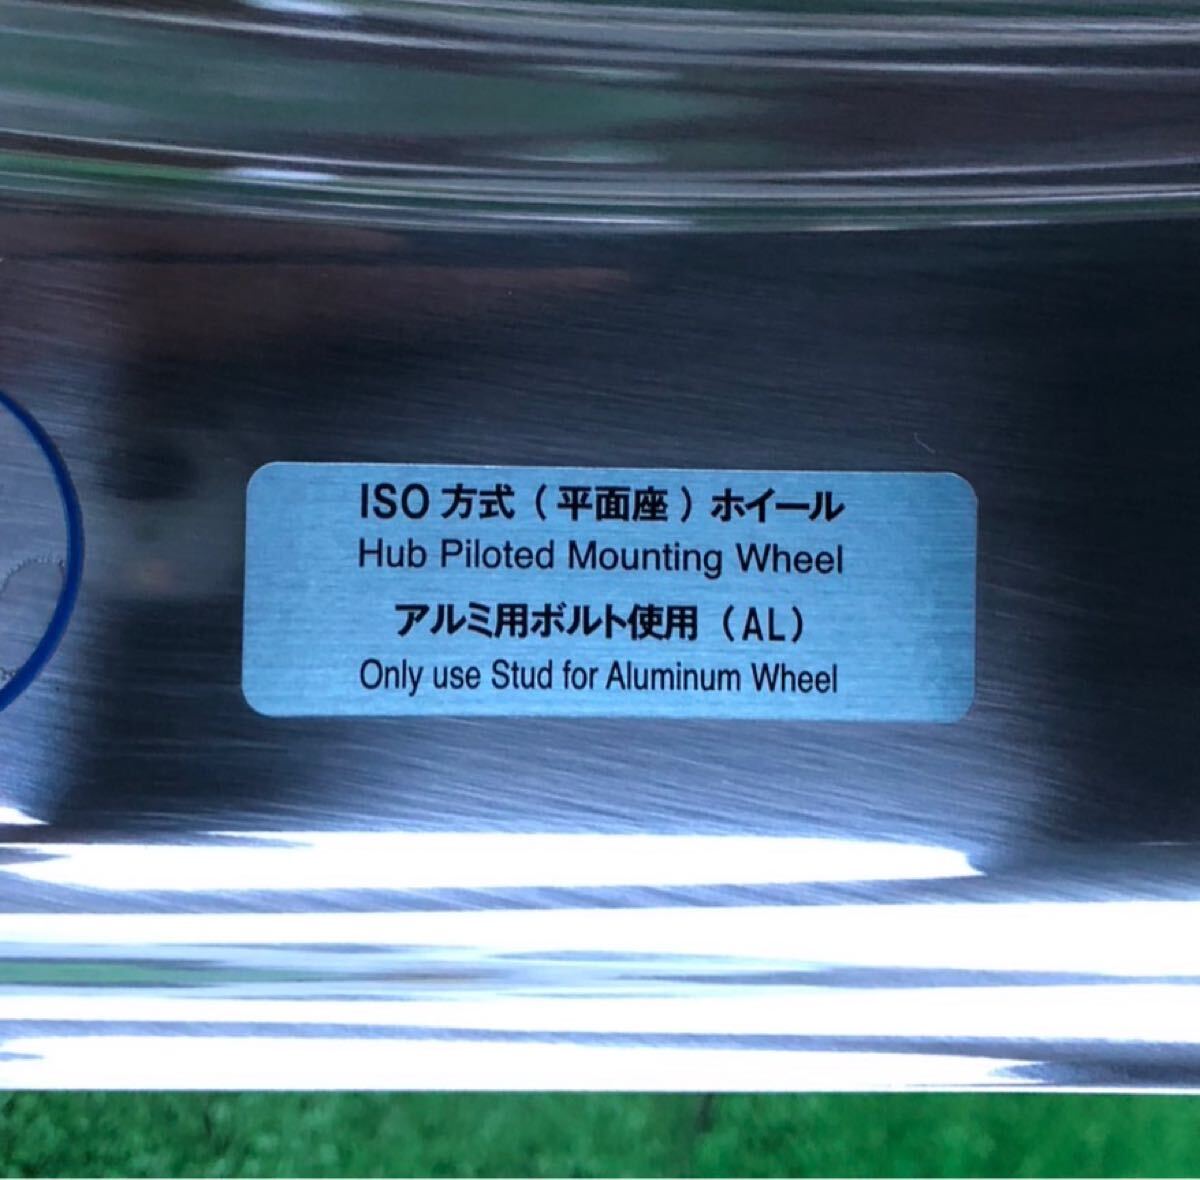 ISO 方式 ( 平面座 ) ホイール
Hub Piloted Mounting Wheel
アルミ用ボルト使用 (AL)
Only use Stud for Aluminum Wheel